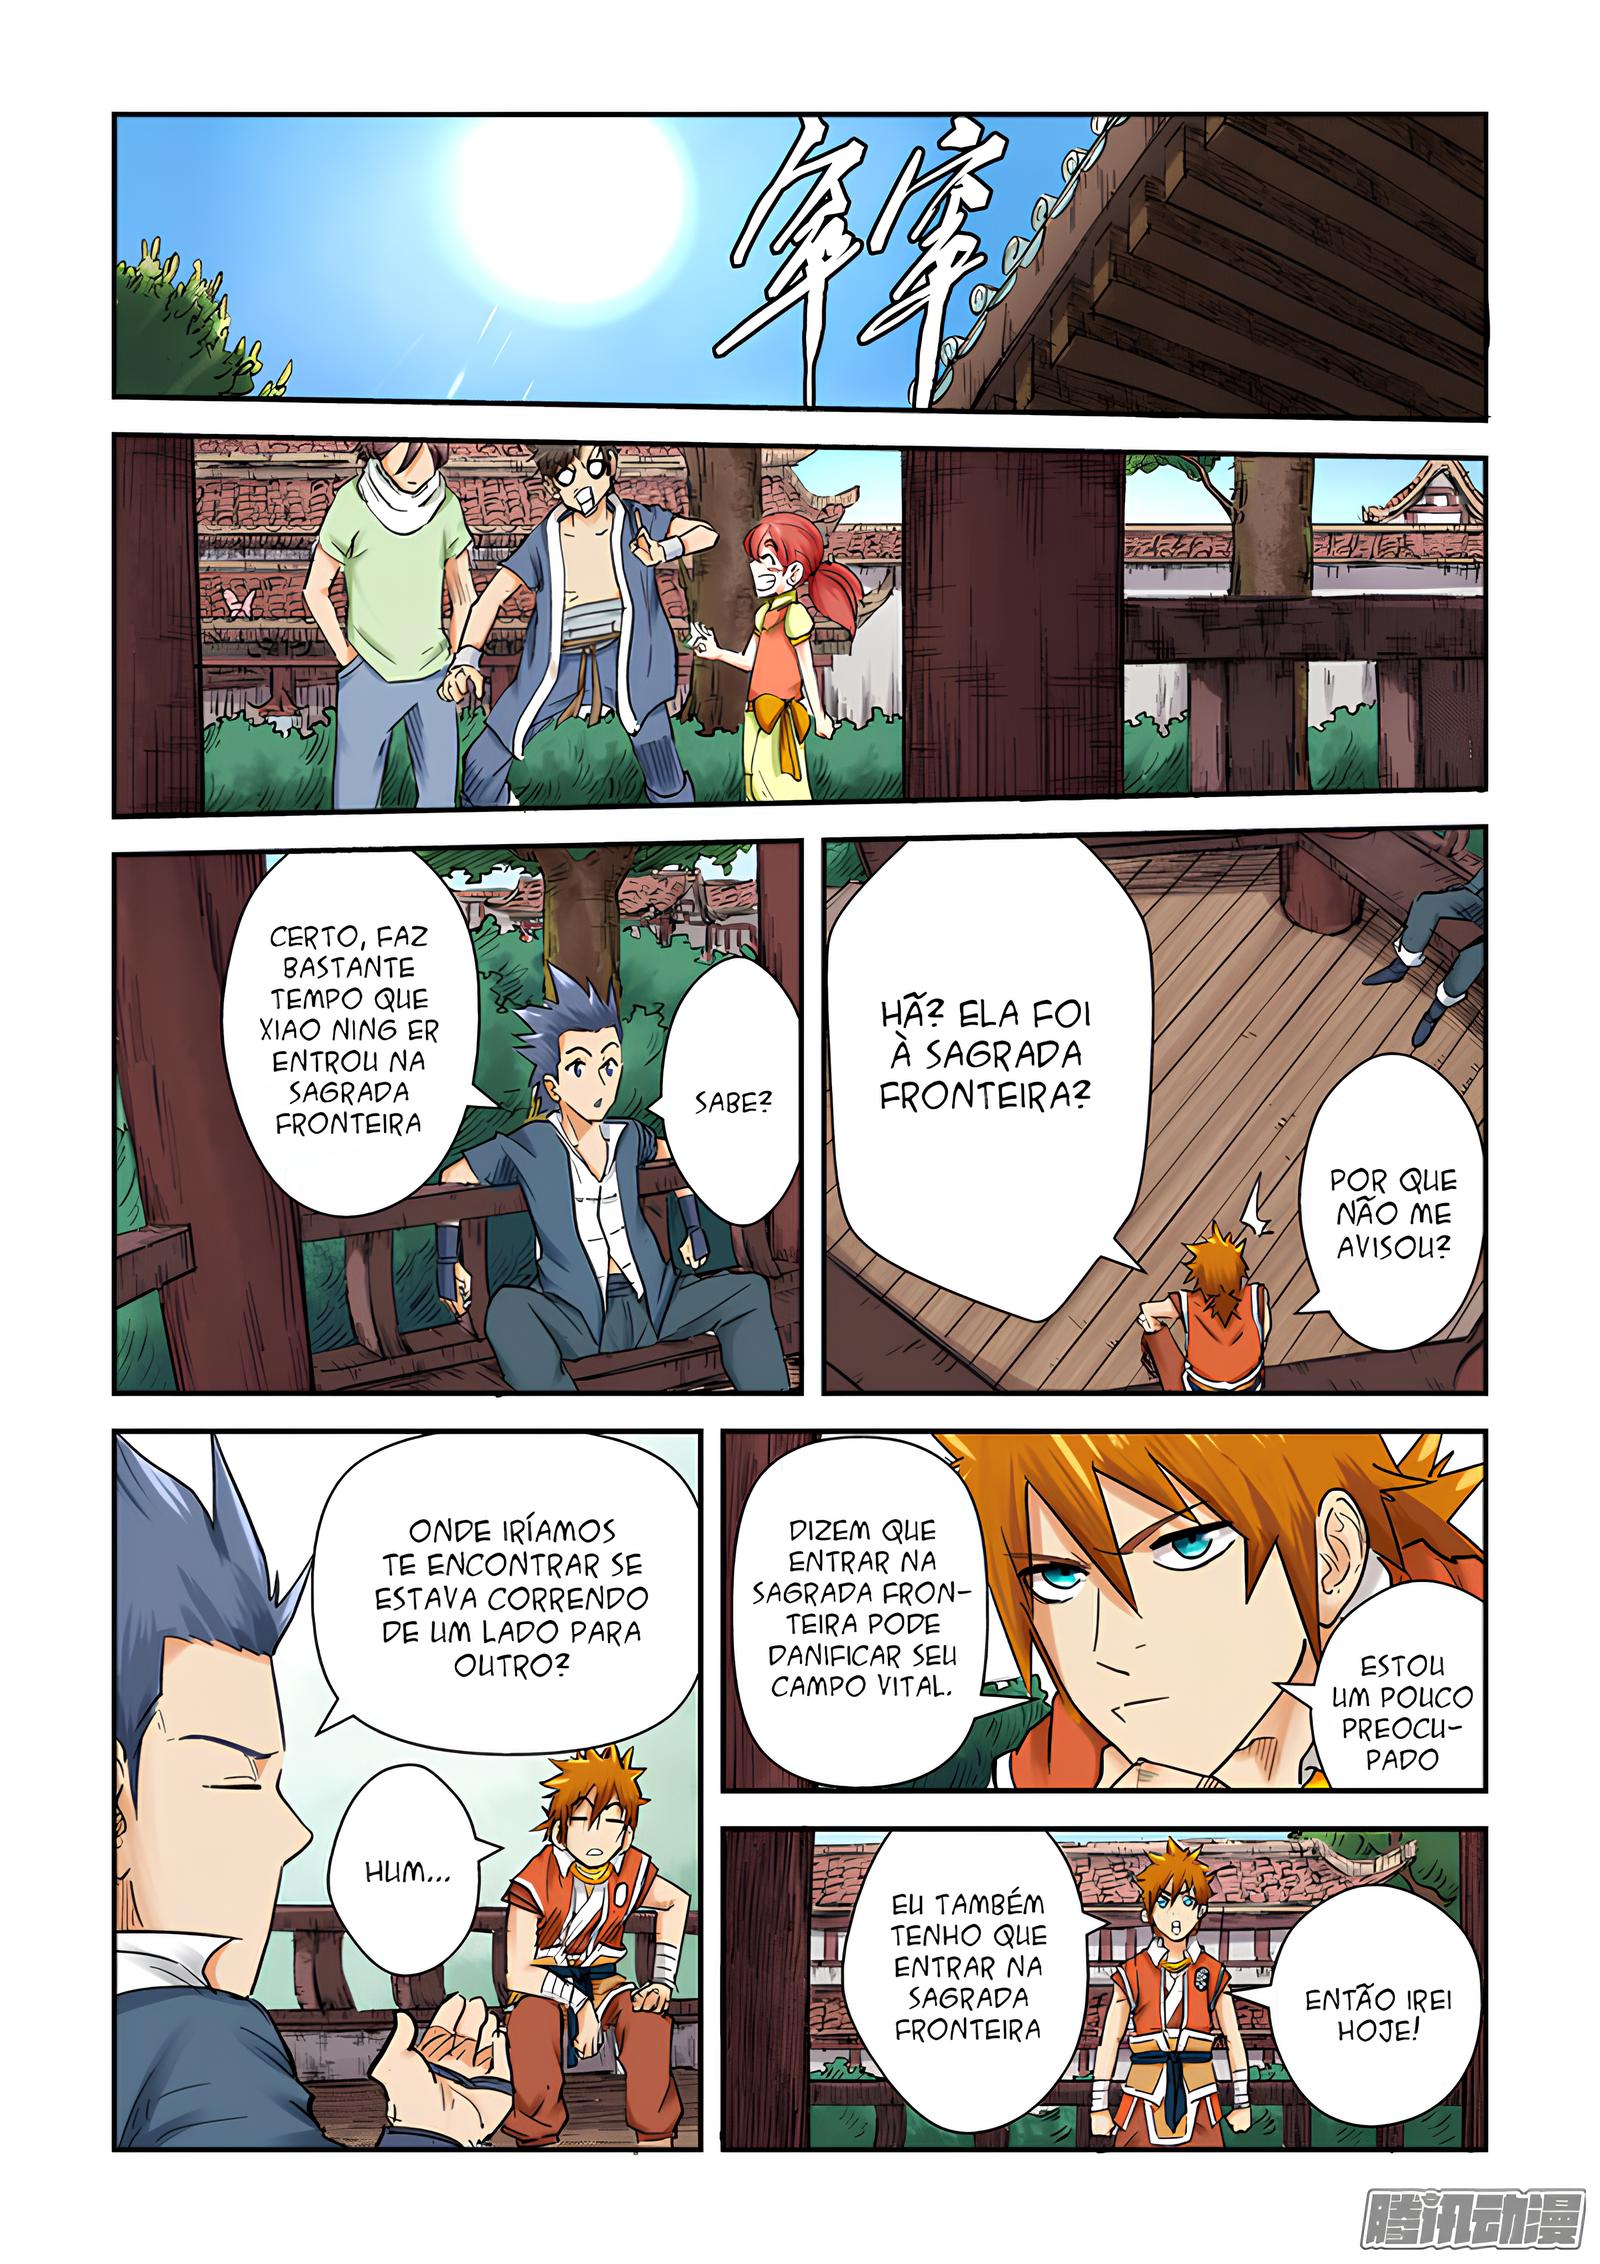 CERTO, FAZ
BASTANTE
TEMPO QUE
XIAO NING ER
ENTROU NA
SAGRADA
FRONTEIRA
SABE?
HÃ? ELA FOI
À SAGRADA
FRONTEIRA?
POR QUE
NÃO ME
AVISOU?
ONDE IRÍAMOS
TE ENCONTRAR SE
ESTAVA CORRENDO
DE UM LADO PARA
OUTRO?
HUM...
DIZEM QUE
ENTRAR NA
SAGRADA FRON-
TEIRA PODE
DANIFICAR SEU
CAMPO VITAL.
ESTOU
UM POUCO
PREOCU-
PADO
EU TAMBÉM
TENHO QUE
ENTRAR NA
SAGRADA
FRONTEIRA
ENTÃO IREI
HOJE!
腾讯动漫